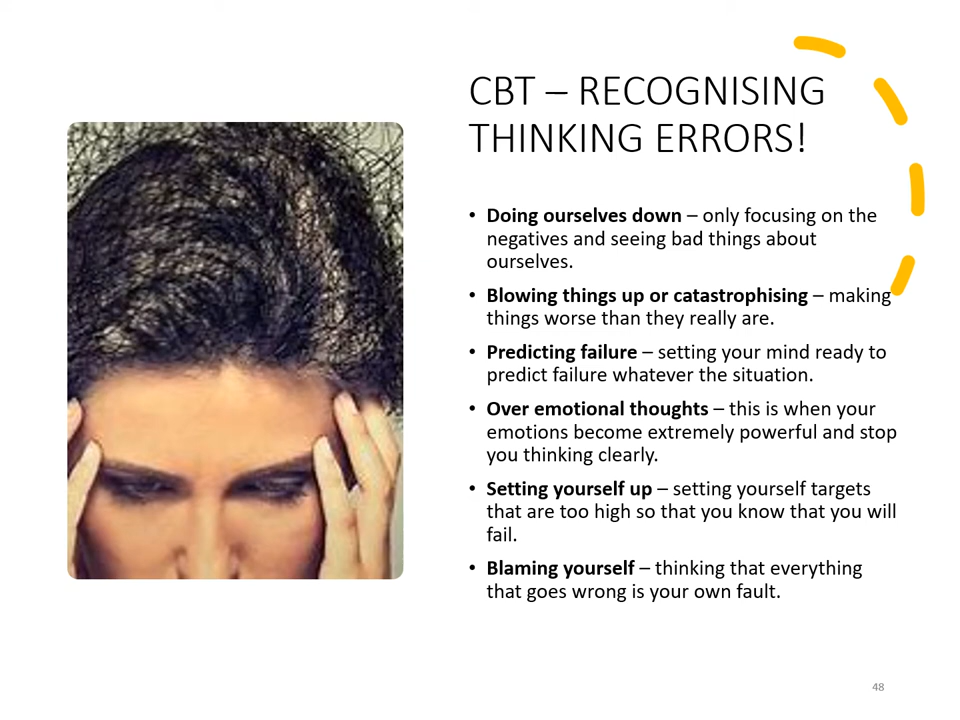 CBT – RECOGNISING
THINKING ERRORS!
• Doing ourselves down – only focusing on the
negatives and seeing bad things about
ourselves.
• Blowing things up or catastrophising – making
things worse than they really are.
• Predicting failure – setting your mind ready to
predict failure whatever the situation.
• Over emotional thoughts – this is when your
emotions become extremely powerful and stop
you thinking clearly.
• Setting yourself up – setting yourself targets
that are too high so that you know that you will
fail.
• Blaming yourself – thinking that everything
that goes wrong is your own fault.
48